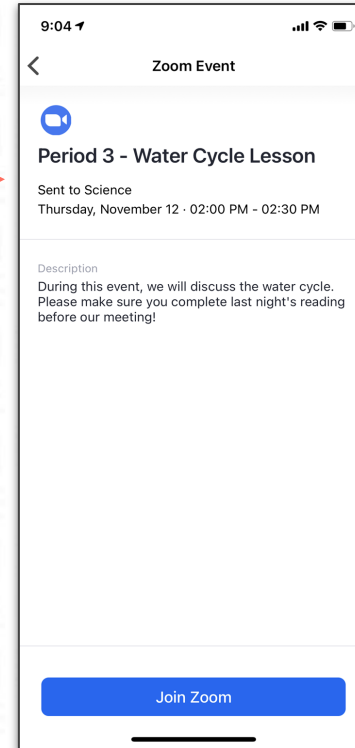 9:04
Zoom Event
Period 3 - Water Cycle Lesson
Sent to Science
Thursday, November 12 · 02:00 PM - 02:30 PM
Description
During this event, we will discuss the water cycle.
Please make sure you complete last night's reading
before our meeting!
Join Zoom